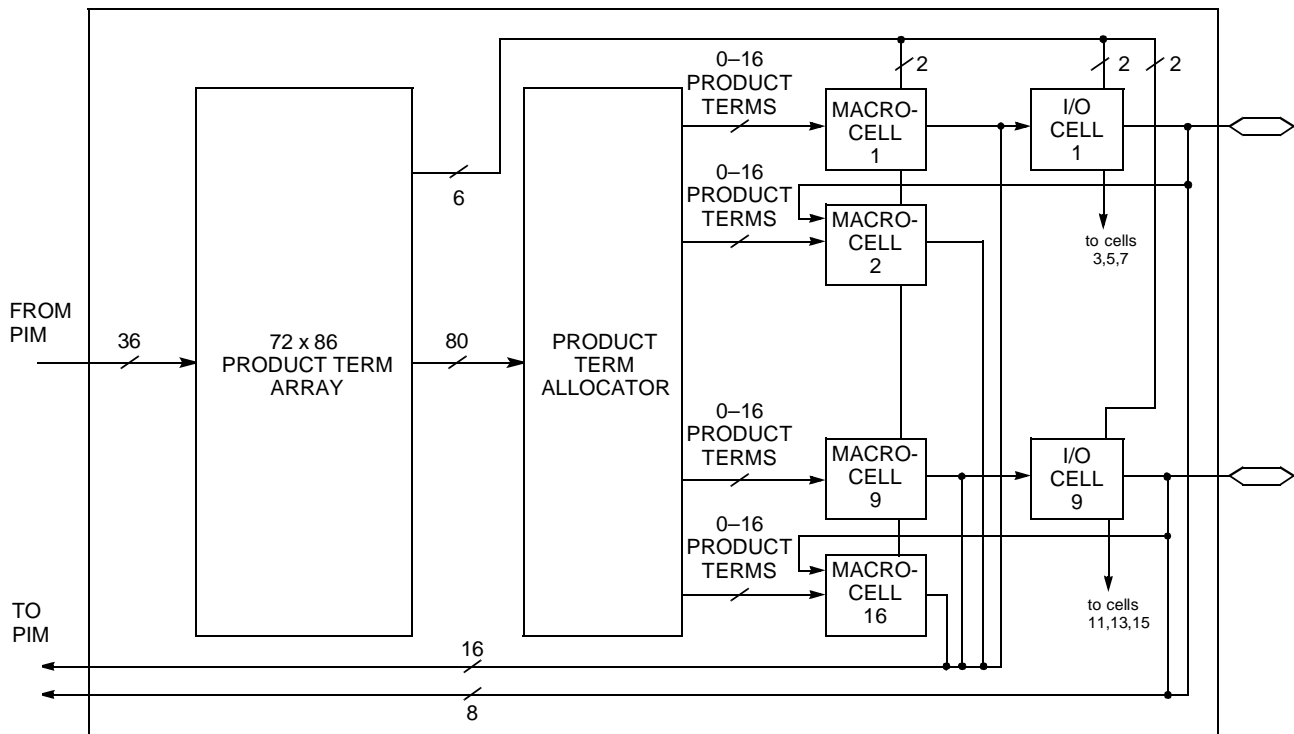 0–16
PRODUCT
TERMS
2
2
2
MACRO-
CELL
1
I/O
CELL
1
6
0–16
PRODUCT
TERMS
MACRO-
CELL
2
to cells
3,5,7
FROM
PIM
36
72 x 86
PRODUCT TERM
ARRAY
80
PRODUCT
TERM
ALLOCATOR
0–16
PRODUCT
TERMS
MACRO-
CELL
9
I/O
CELL
9
0–16
PRODUCT
TERMS
MACRO-
CELL
16
to cells
11,13,15
TO
PIM
16
8